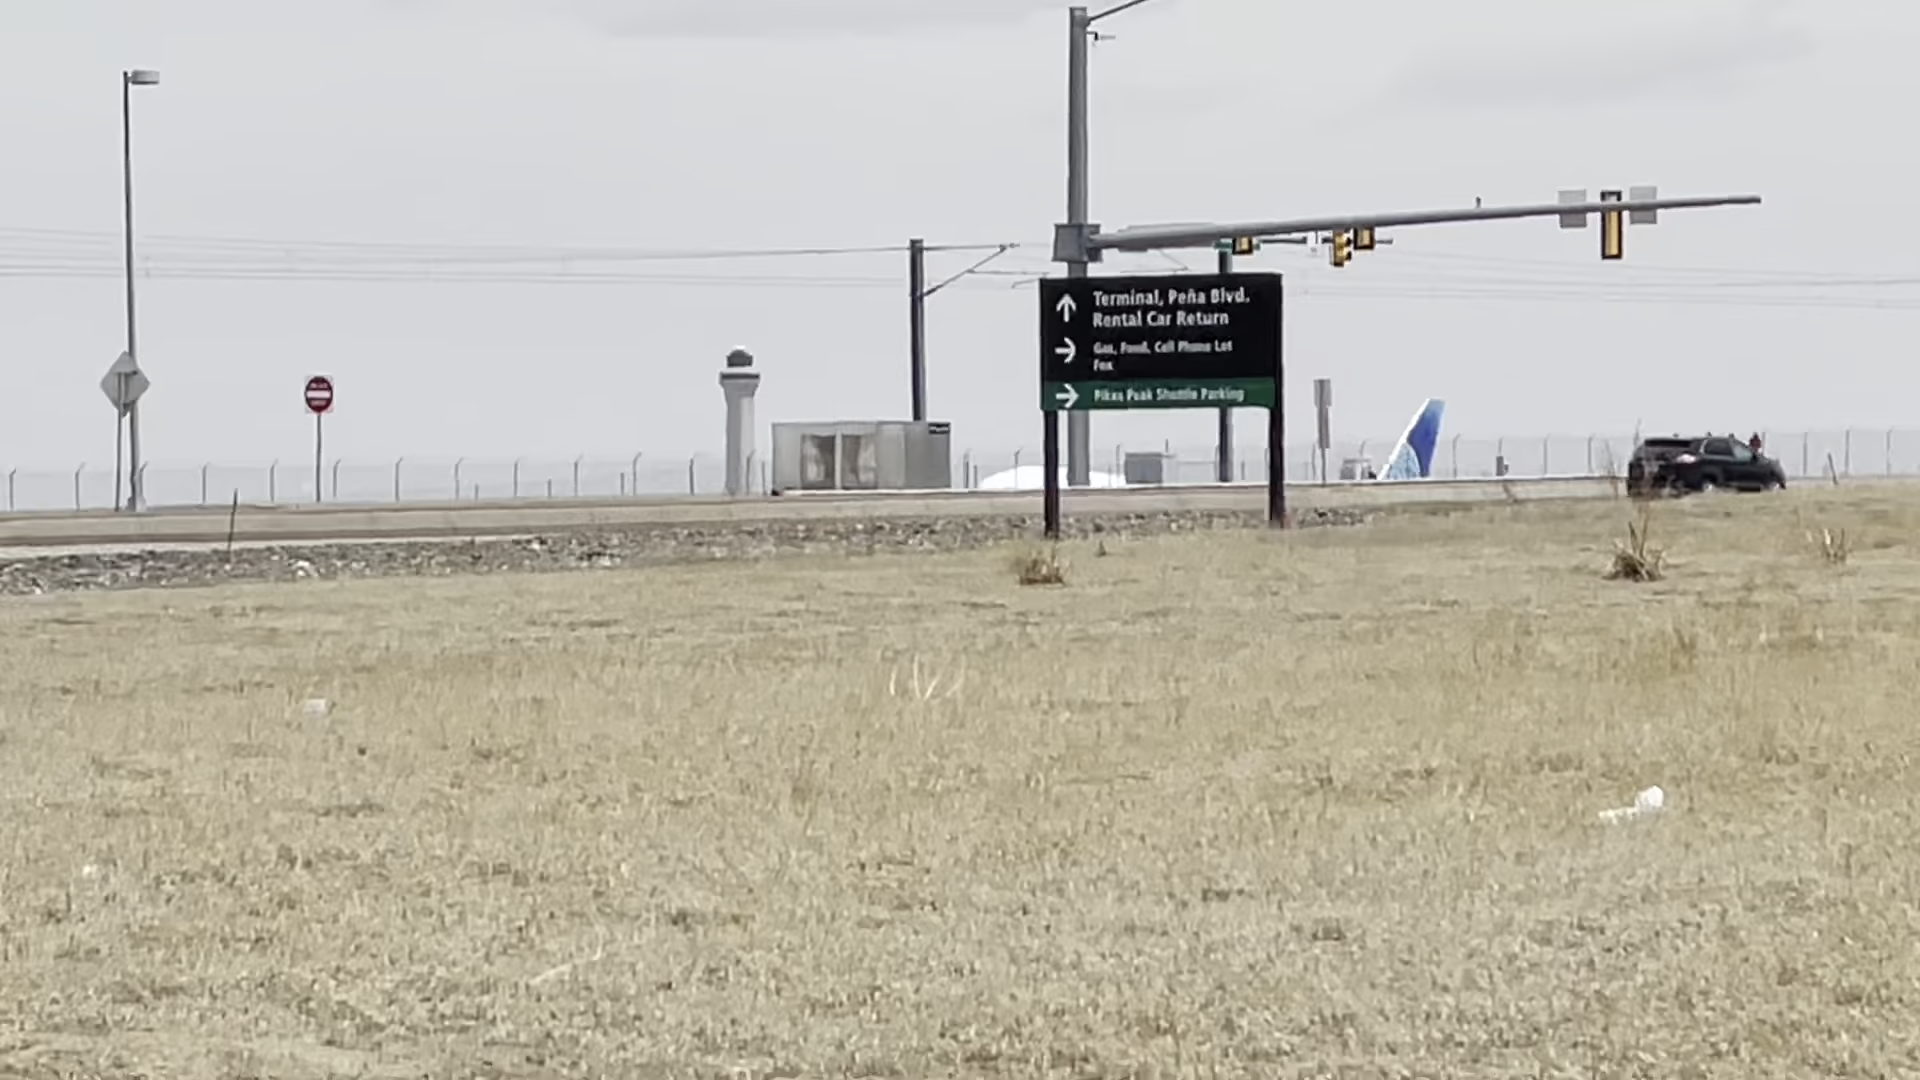 Terminal, Peña Blvd.
Rental Car Return
Gas, Food, Cell Phone Lot
Fox
Pikes Peak Shuttle Parking